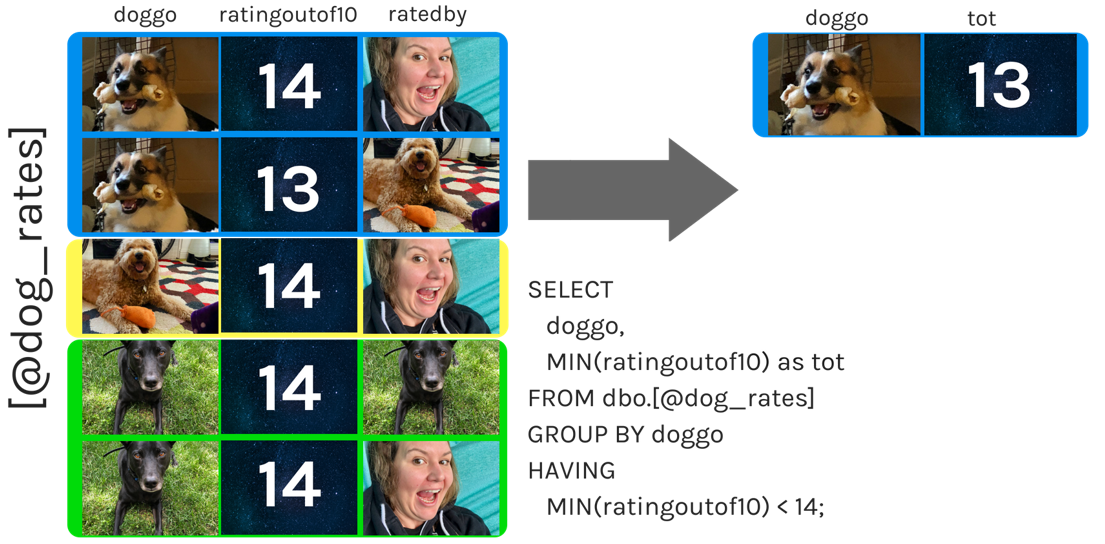 doggo ratingoutof10 ratedby
[@dog_rates]
14
13
14
14
14
doggo tot
13
SELECT
doggo,
MIN(ratingoutof10) as tot
FROM dbo.[@dog_rates]
GROUP BY doggo
HAVING
MIN(ratingoutof10) < 14;